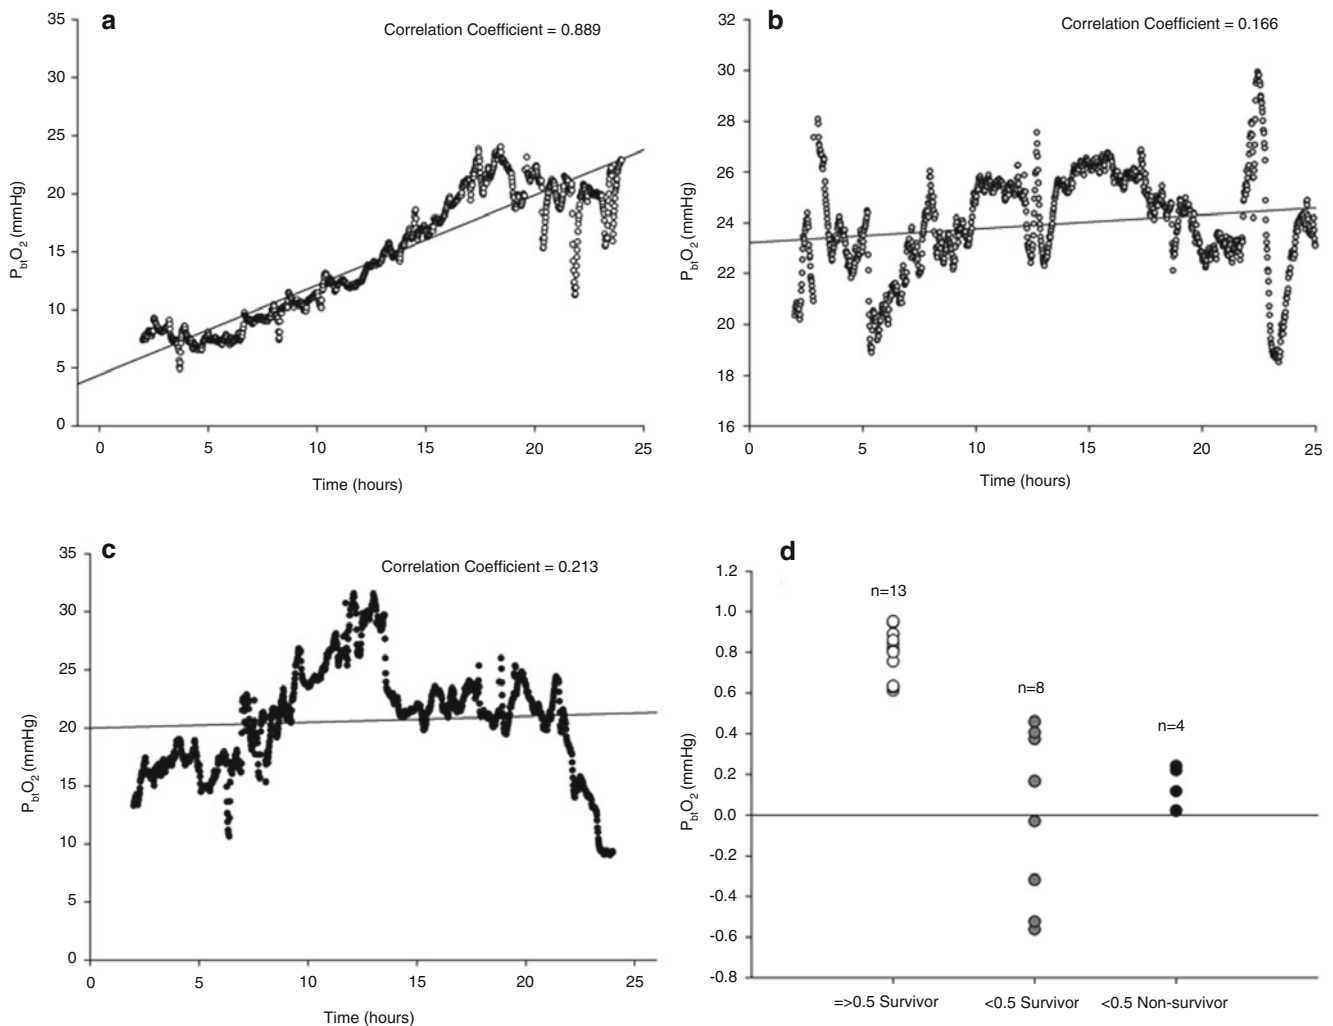 a
Correlation Coefficient = 0.889
35
30
25
20
15
10
5
0
PbtO2 (mmHg)
0 5 10 15 20 25
Time (hours)
b
Correlation Coefficient = 0.166
32
30
28
26
24
22
20
18
16
PbtO2 (mmHg)
0 5 10 15 20 25
Time (hours)
c
Correlation Coefficient = 0.213
35
30
25
20
15
10
5
0
PbtO2 (mmHg)
0 5 10 15 20 25
Time (hours)
d
1.2
1.0
0.8
0.6
0.4
0.2
0.0
-0.2
-0.4
-0.6
-0.8
PbtO2 (mmHg)
n=13
n=8
n=4
=>0.5 Survivor <0.5 Survivor <0.5 Non-survivor